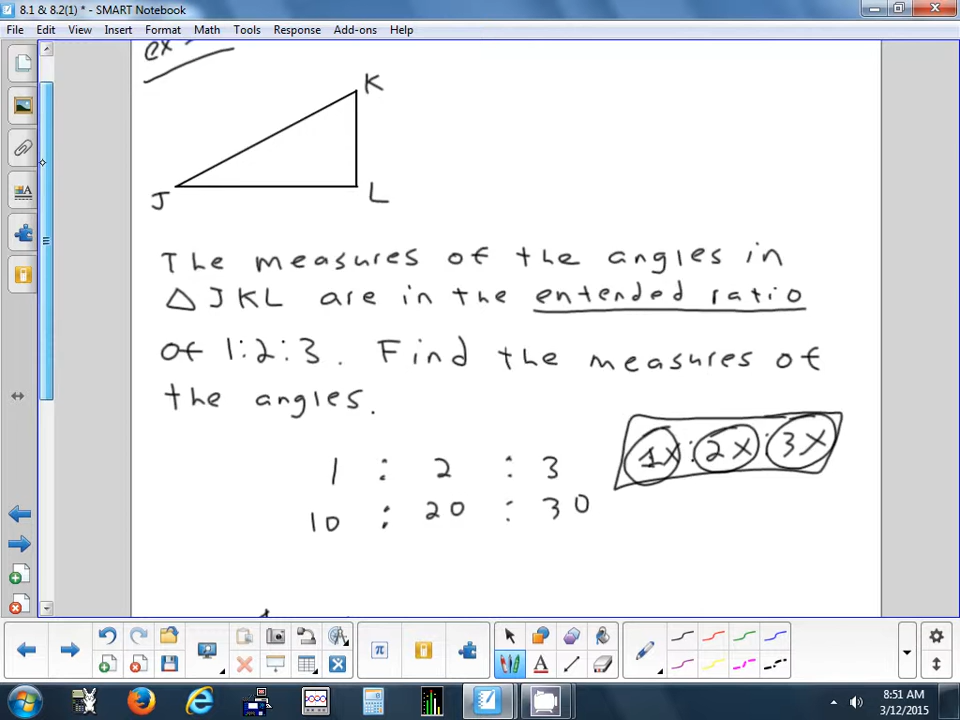 8.1 & 8.2(1) * - SMART Notebook
File Edit View Insert Format Math Tools Response Add-ons Help
ex
K
J
L
The measures of the angles in
△JKL are in the entended ratio
of 1:2:3. Find the measures of
the angles.
1x : 2x : 3x
1 : 2 : 3
10 : 20 : 30
π
A
8:51 AM
3/12/2015